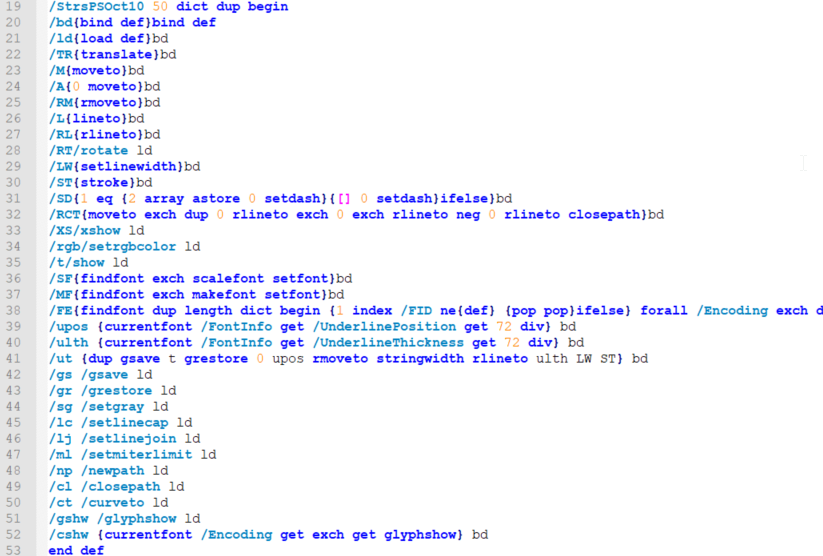 19 /StrsPSOct10 50 dict dup begin
20 /bd{bind def}bind def
21 /ld{load def}bd
22 /TR{translate}bd
23 /M{moveto}bd
24 /A{0 moveto}bd
25 /RM{rmoveto}bd
26 /L{lineto}bd
27 /RL{rlineto}bd
28 /RT/rotate ld
29 /LW{setlinewidth}bd
30 /ST{stroke}bd
31 /SD{1 eq {2 array astore 0 setdash}{[] 0 setdash}ifelse}bd
32 /RCT{moveto exch dup 0 rlineto exch 0 exch rlineto neg 0 rlineto closepath}bd
33 /XS/xshow ld
34 /rgb/setrgbcolor ld
35 /t/show ld
36 /SF{findfont exch scalefont setfont}bd
37 /MF{findfont exch makefont setfont}bd
38 /FE{findfont dup length dict begin {1 index /FID ne{def} {pop pop}ifelse} forall /Encoding exch d
39 /upos {currentfont /FontInfo get /UnderlinePosition get 72 div} bd
40 /ulth {currentfont /FontInfo get /UnderlineThickness get 72 div} bd
41 /ut {dup gsave t grestore 0 upos rmoveto stringwidth rlineto ulth LW ST} bd
42 /gs /gsave ld
43 /gr /grestore ld
44 /sg /setgray ld
45 /lc /setlinecap ld
46 /lj /setlinejoin ld
47 /ml /setmiterlimit ld
48 /np /newpath ld
49 /cl /closepath ld
50 /ct /curveto ld
51 /gshw /glyphshow ld
52 /cshw {currentfont /Encoding get exch get glyphshow} bd
53 end def